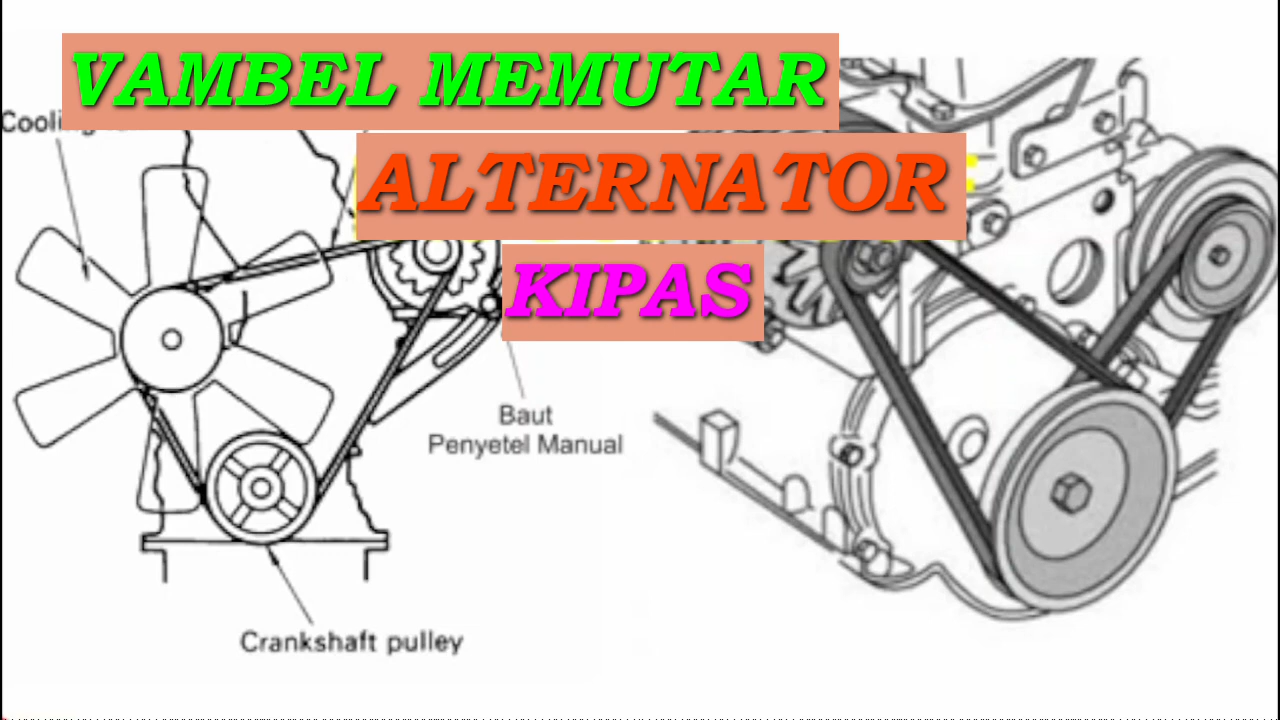 VAMBEL MEMUTAR
ALTERNATOR
KIPAS
Baut
Penyetel Manual
Crankshaft pulley